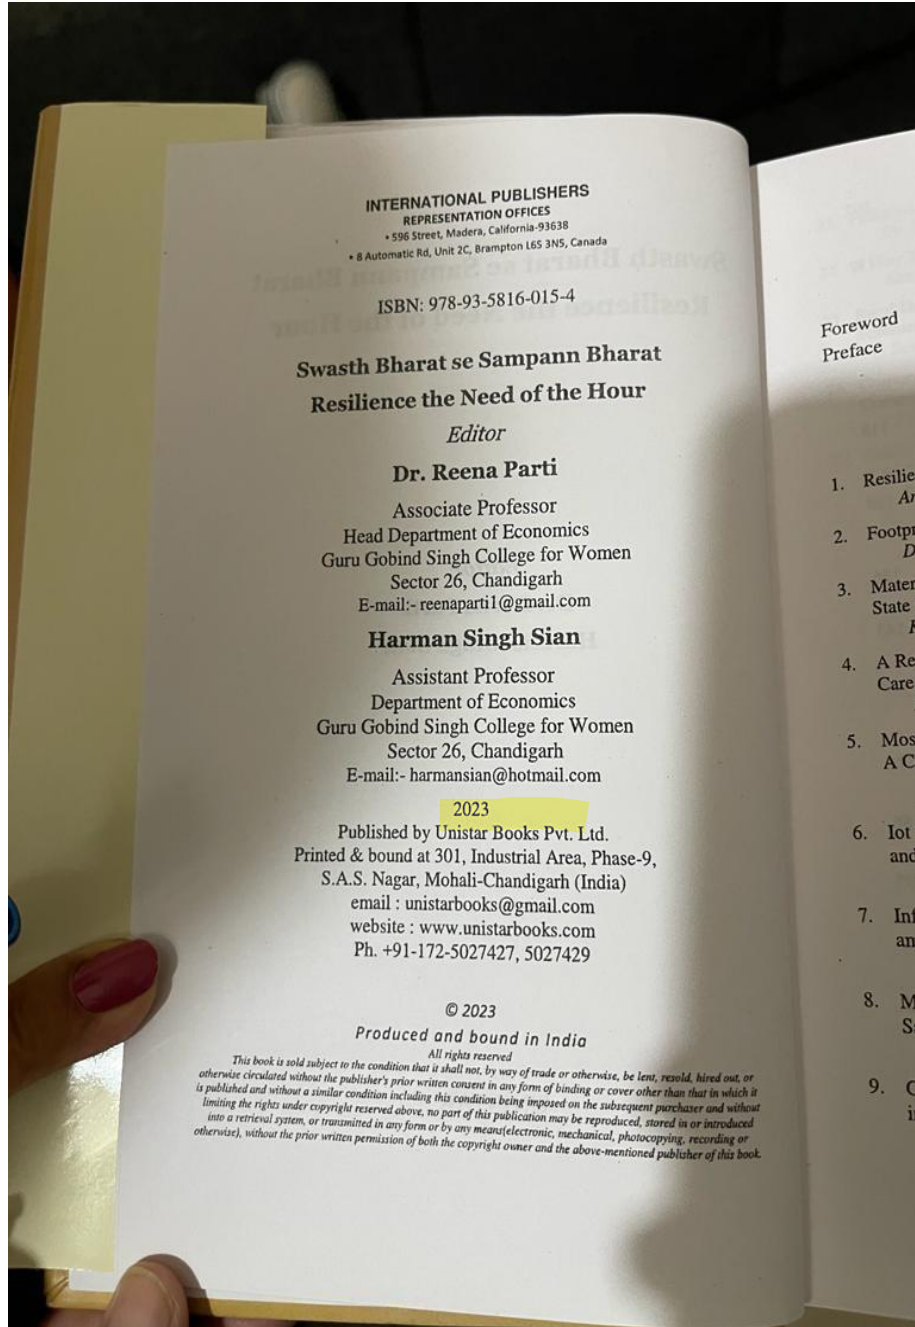 INTERNATIONAL PUBLISHERS
REPRESENTATION OFFICES
• 596 Street, Madera, California-93638
• 8 Automatic Rd, Unit 2C, Brampton L6S 3N5, Canada
ISBN: 978-93-5816-015-4
Swasth Bharat se Sampann Bharat
Resilience the Need of the Hour
Editor
Dr. Reena Parti
Associate Professor
Head Department of Economics
Guru Gobind Singh College for Women
Sector 26, Chandigarh
E-mail:- reenaparti1@gmail.com
Harman Singh Sian
Assistant Professor
Department of Economics
Guru Gobind Singh College for Women
Sector 26, Chandigarh
E-mail:- harmansian@hotmail.com
2023
Published by Unistar Books Pvt. Ltd.
Printed & bound at 301, Industrial Area, Phase-9,
S.A.S. Nagar, Mohali-Chandigarh (India)
email : unistarbooks@gmail.com
website : www.unistarbooks.com
Ph. +91-172-5027427, 5027429
© 2023
Produced and bound in India
All rights reserved
This book is sold subject to the condition that it shall not, by way of trade or otherwise, be lent, resold, hired out, or
otherwise circulated without the publisher's prior written consent in any form of binding or cover other than that in which it
is published and without a similar condition including this condition being imposed on the subsequent purchaser and without
limiting the rights under copyright reserved above, no part of this publication may be reproduced, stored in or introduced
into a retrieval system, or transmitted in any form or by any means(electronic, mechanical, photocopying, recording or
otherwise), without the prior written permission of both the copyright owner and the above-mentioned publisher of this book.
Foreword
Preface
1. Resilie
2. Footpr
3. Mater
State
4. A Re
Care
5. Mos
A C
6. Iot
and
7. Inf
an
8. M
S
9.